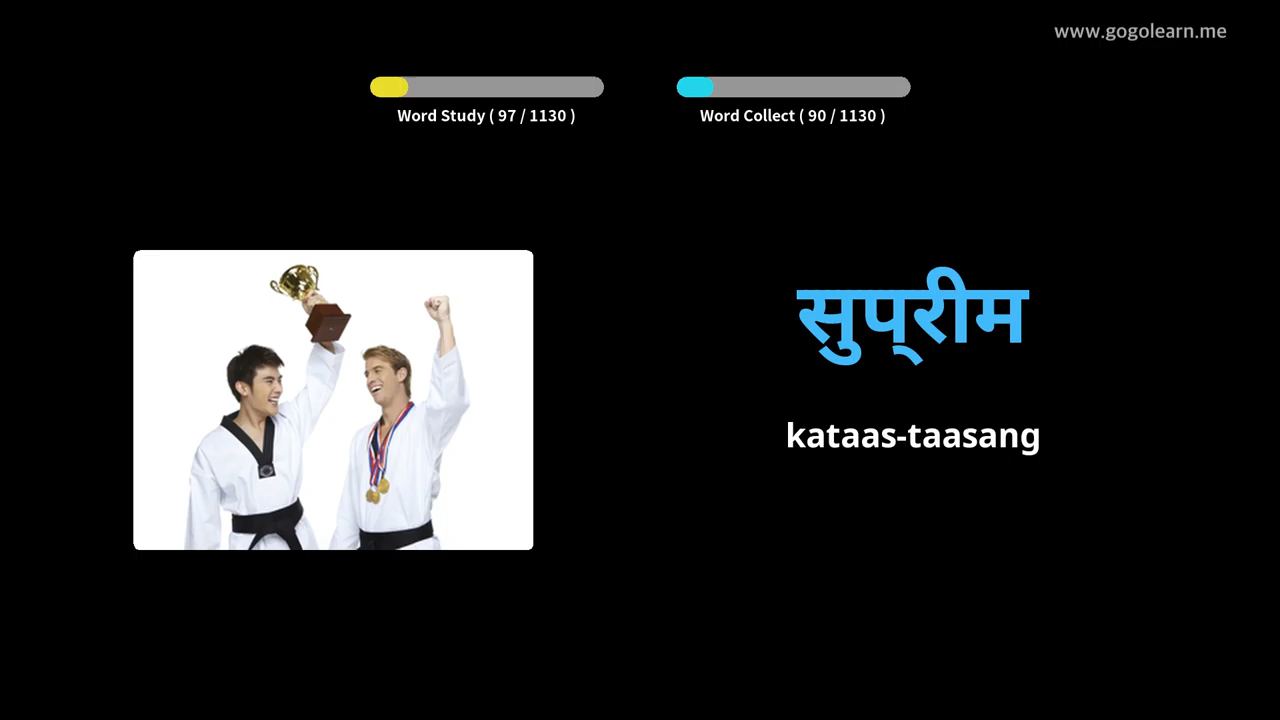 www.gogolearn.me
Word Study ( 97 / 1130 )
Word Collect ( 90 / 1130 )
सुप्‌रीम
kataas-taasang